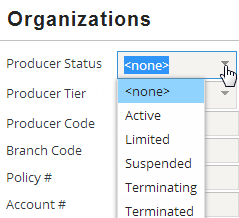 Organizations
Producer Status <none>
Producer Tier <none>
Producer Code Active
Branch Code Limited
Policy # Suspended
Account # Terminating
Terminated